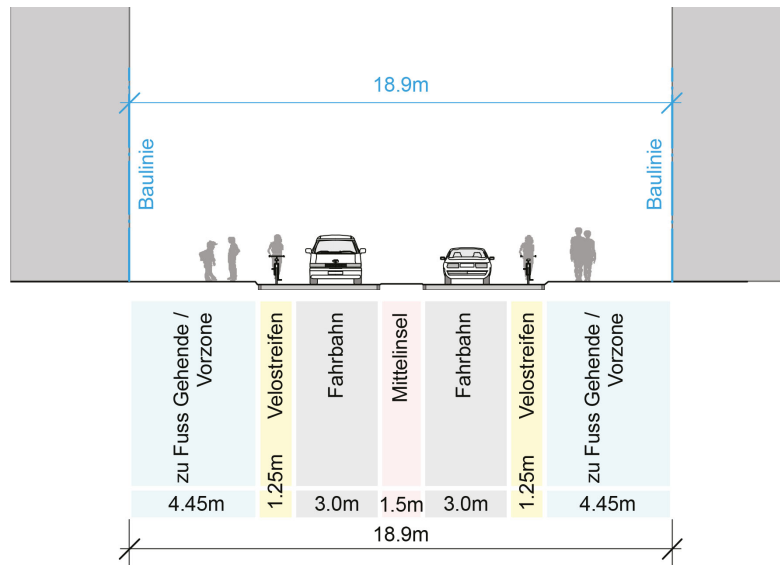 18.9m
Baulinie
Baulinie
zu Fuss Gehende /
Vorzone
Velostreifen
Fahrbahn
Mittelinsel
Fahrbahn
Velostreifen
zu Fuss Gehende /
Vorzone
4.45m
1.25m
3.0m
1.5m
3.0m
1.25m
4.45m
18.9m